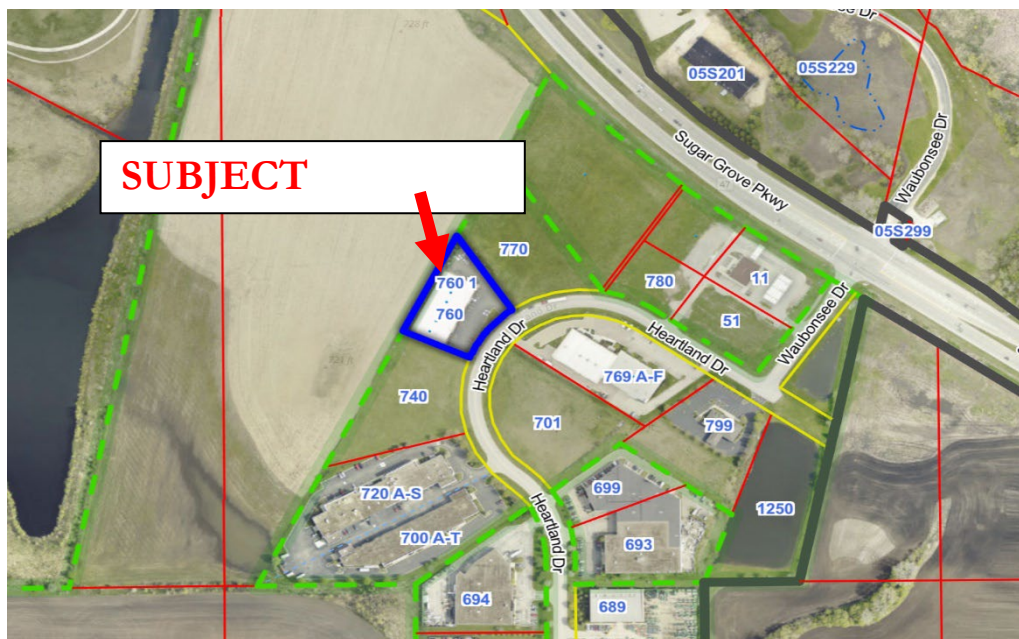 Dr
05S201
05S229
Sugar Grove Pkwy
Waubonsee Dr
05S299
SUBJECT
770
760 1
760
780
11
51
Waubonsee Dr
Heartland Dr
Heartland Dr
769 A-F
740
701
799
720 A-S
700 A-T
Heartland Dr
699
693
1250
694
689